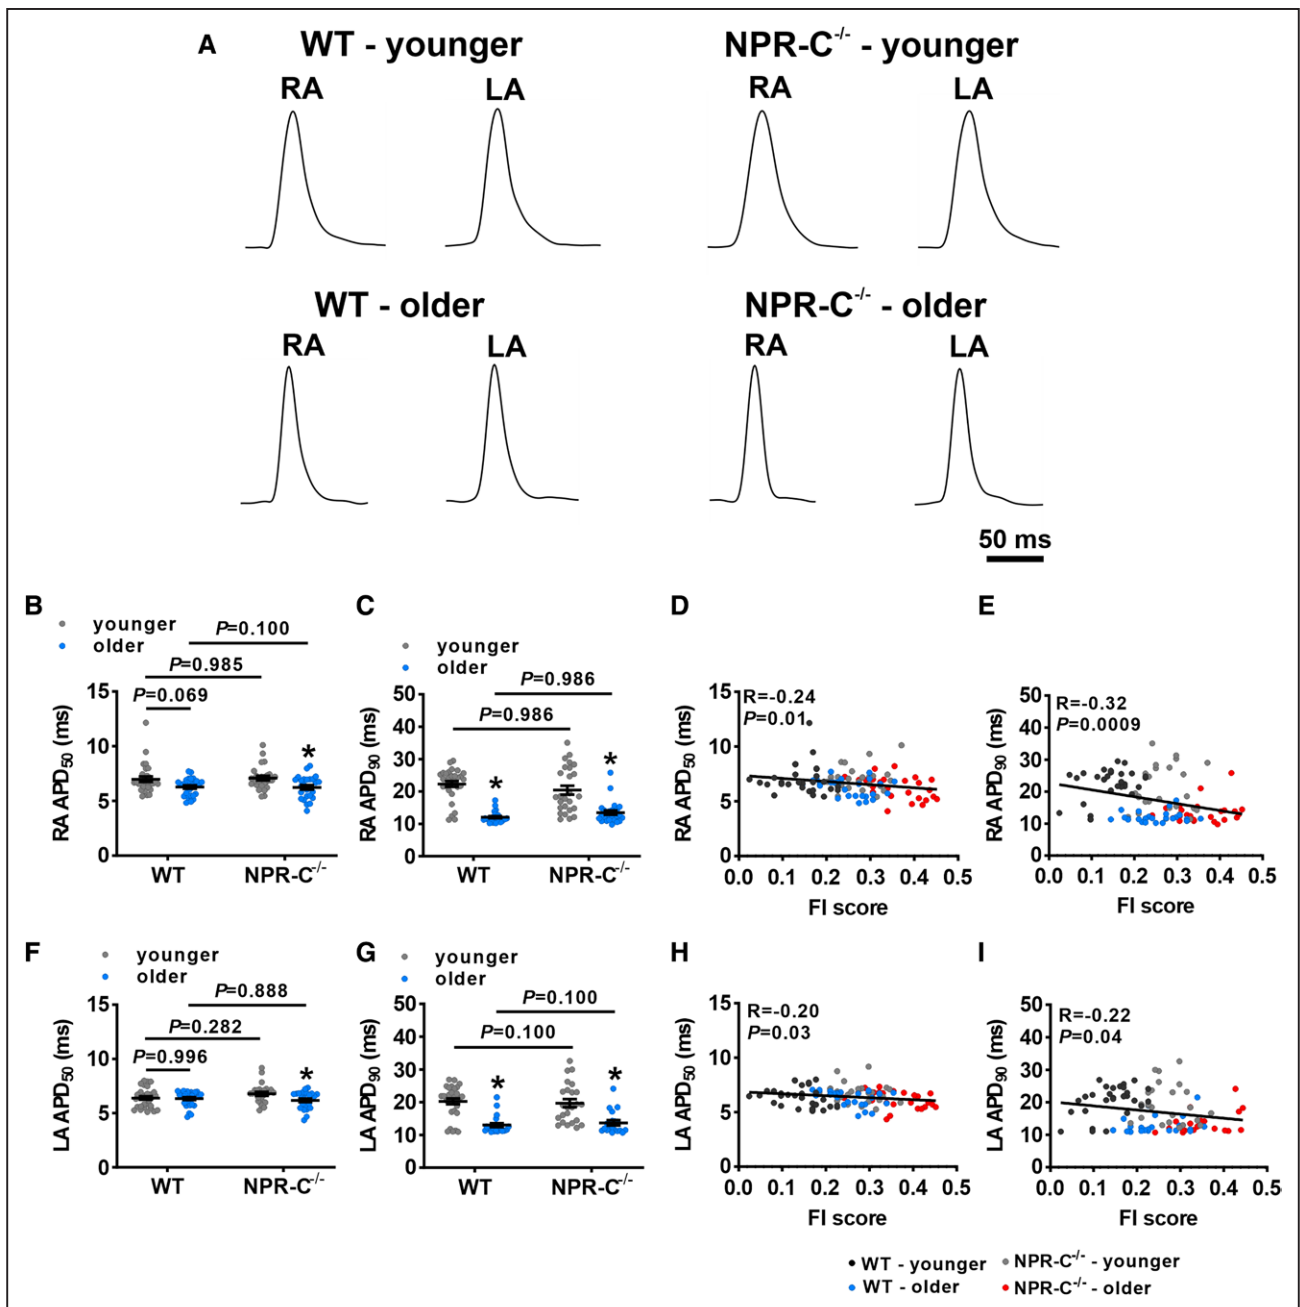 A
WT - younger
NPR-C-/- - younger
RA
LA
RA
LA
WT - older
NPR-C-/- - older
RA
LA
RA
LA
50 ms
B
younger
older
P=0.100
P=0.985
P=0.069
*
RA APD50 (ms)
15
10
5
0
WT
NPR-C-/-
C
younger
older
P=0.986
P=0.986
*
*
RA APD90 (ms)
50
40
30
20
10
0
WT
NPR-C-/-
D
R=-0.24
P=0.01
RA APD50 (ms)
15
10
5
0
0.0 0.1 0.2 0.3 0.4 0.5
FI score
E
R=-0.32
P=0.0009
RA APD90 (ms)
50
40
30
20
10
0
0.0 0.1 0.2 0.3 0.4 0.5
FI score
F
younger
older
P=0.888
P=0.282
P=0.996
*
LA APD50 (ms)
15
10
5
0
WT
NPR-C-/-
G
younger
older
P=0.100
P=0.100
*
*
LA APD90 (ms)
50
40
30
20
10
0
WT
NPR-C-/-
H
R=-0.20
P=0.03
LA APD50 (ms)
15
10
5
0
0.0 0.1 0.2 0.3 0.4 0.5
FI score
I
R=-0.22
P=0.04
LA APD90 (ms)
50
40
30
20
10
0
0.0 0.1 0.2 0.3 0.4 0.5
FI score
WT - younger
NPR-C-/- - younger
WT - older
NPR-C-/- - older